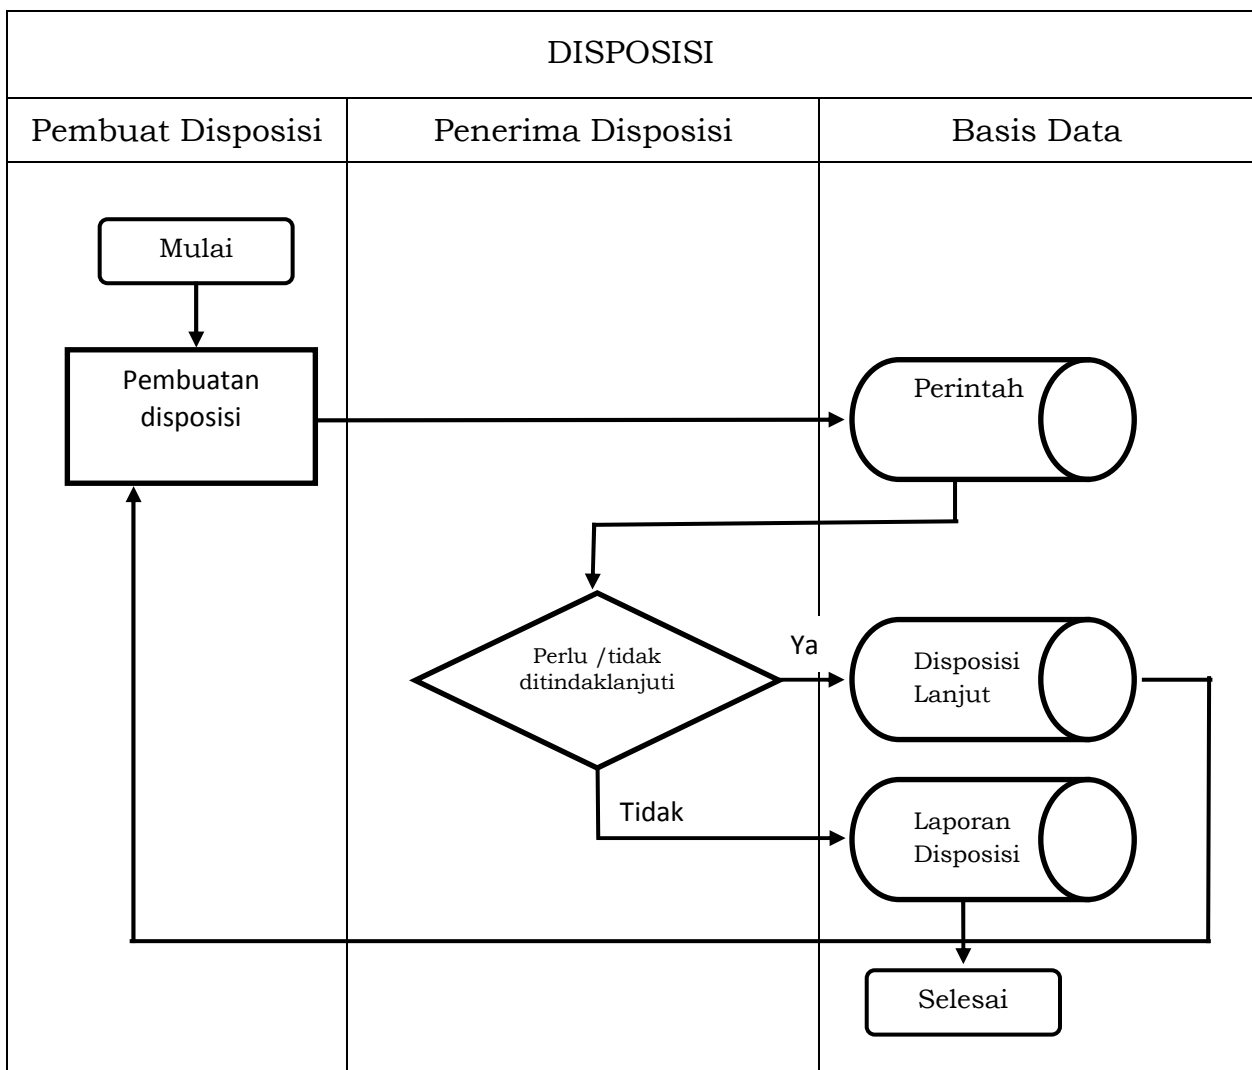 DISPOSISI
Pembuat Disposisi
Penerima Disposisi
Basis Data
Mulai
Pembuatan
disposisi
Perintah
Perlu /tidak
ditindaklanjuti
Ya
Disposisi
Lanjut
Tidak
Laporan
Disposisi
Selesai